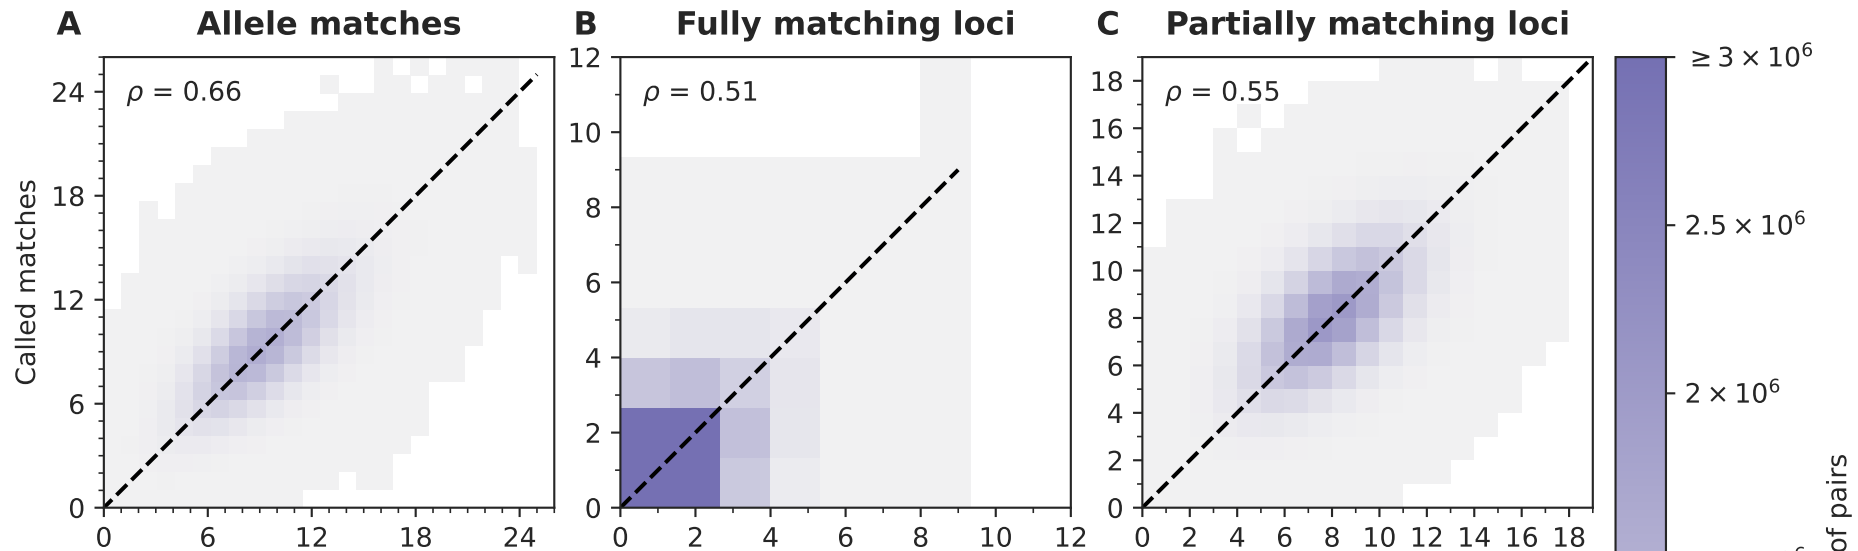 A Allele matches
B Fully matching loci
C Partially matching loci
ρ = 0.66
ρ = 0.51
ρ = 0.55
Called matches
24
18
12
6
0
0 6 12 18 24
12
10
8
6
4
2
0
0 2 4 6 8 10 12
18
16
14
12
10
8
6
4
2
0
0 2 4 6 8 10 12 14 16 18
≥ 3 × 10⁶
2.5 × 10⁶
2 × 10⁶
of pairs